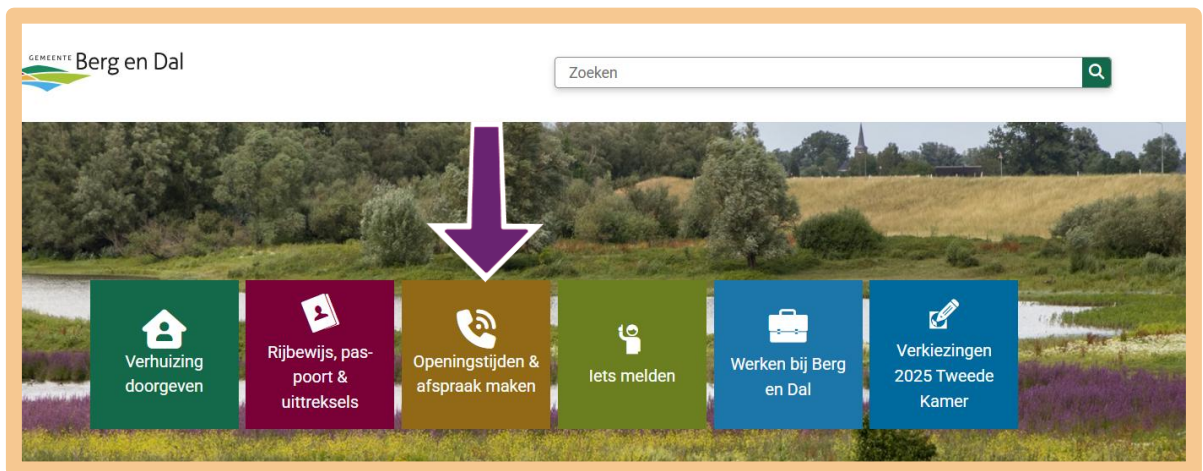 GEMEENTE Berg en Dal
Zoeken
Verhuizing
doorgeven
Rijbewijs, pas-
poort &
uittreksels
Openingstijden &
afspraak maken
Iets melden
Werken bij Berg
en Dal
Verkiezingen
2025 Tweede
Kamer